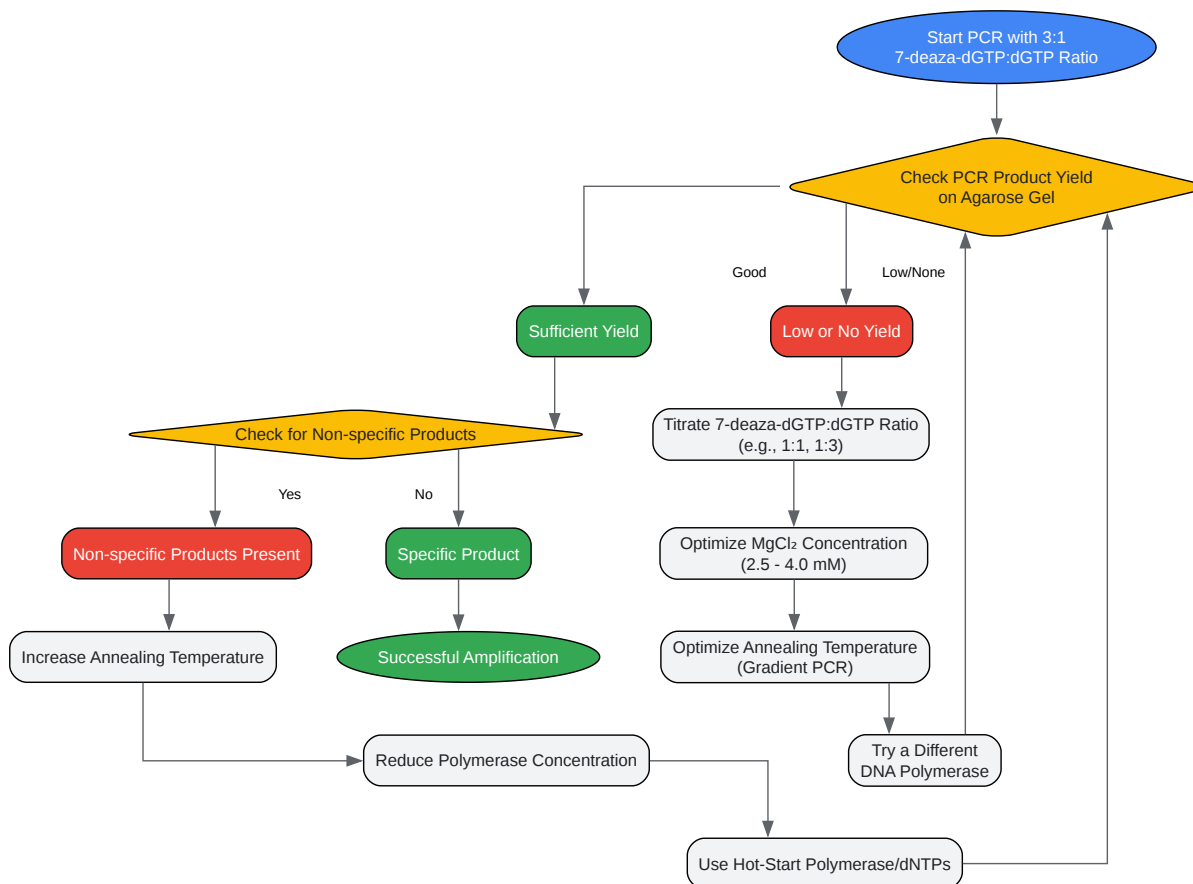 Start PCR with 3:1
7-deaza-dGTP:dGTP Ratio
Check PCR Product Yield
on Agarose Gel
Good
Low/None
Sufficient Yield
Low or No Yield
Check for Non-specific Products
Titrate 7-deaza-dGTP:dGTP Ratio
(e.g., 1:1, 1:3)
Yes
No
Non-specific Products Present
Specific Product
Optimize MgCl₂ Concentration
(2.5 - 4.0 mM)
Increase Annealing Temperature
Successful Amplification
Optimize Annealing Temperature
(Gradient PCR)
Reduce Polymerase Concentration
Try a Different
DNA Polymerase
Use Hot-Start Polymerase/dNTPs